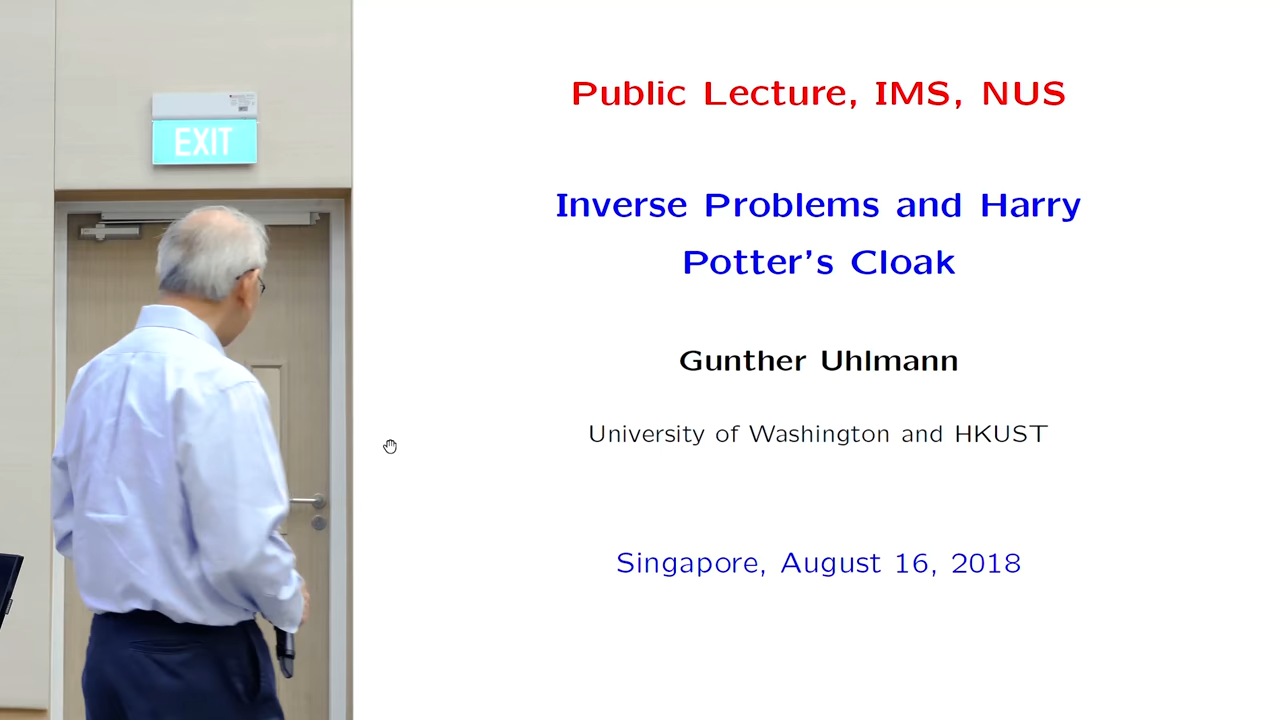 EXIT
Public Lecture, IMS, NUS
Inverse Problems and Harry
Potter's Cloak
Gunther Uhlmann
University of Washington and HKUST
Singapore, August 16, 2018